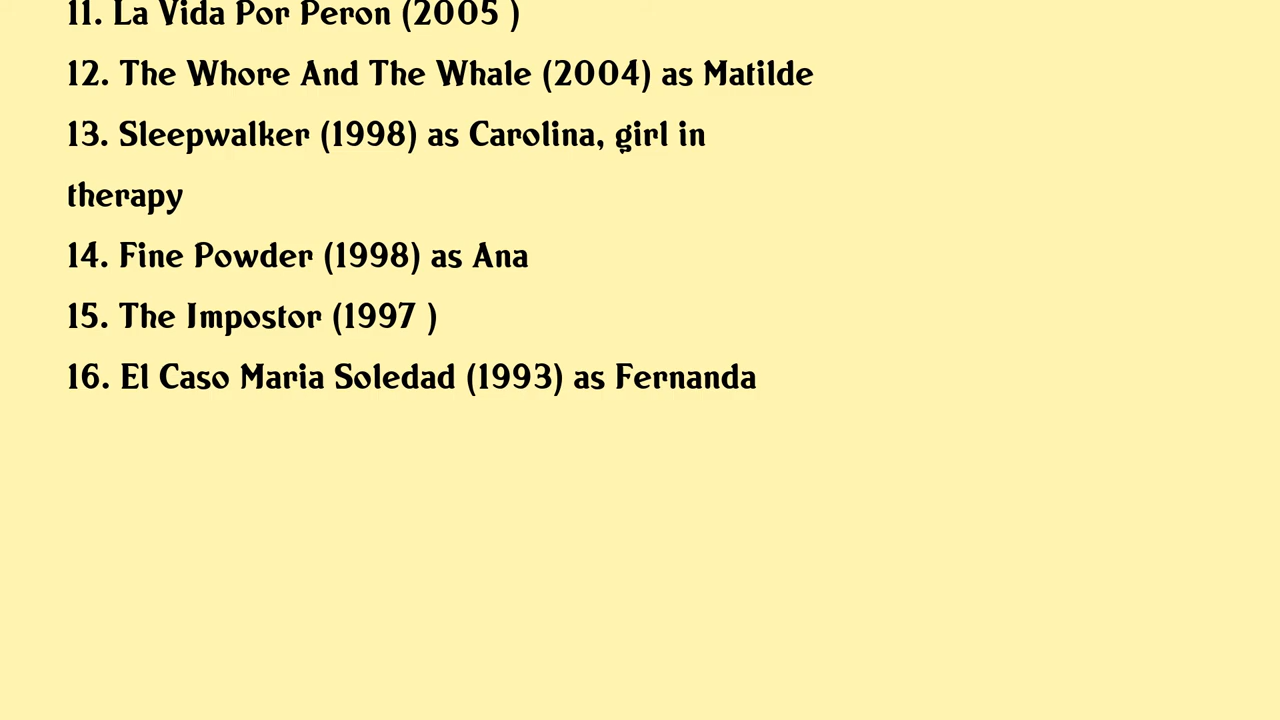 11. La Vida Por Peron (2005 )
12. The Whore And The Whale (2004) as Matilde
13. Sleepwalker (1998) as Carolina, girl in
therapy
14. Fine Powder (1998) as Ana
15. The Impostor (1997 )
16. El Caso Maria Soledad (1993) as Fernanda